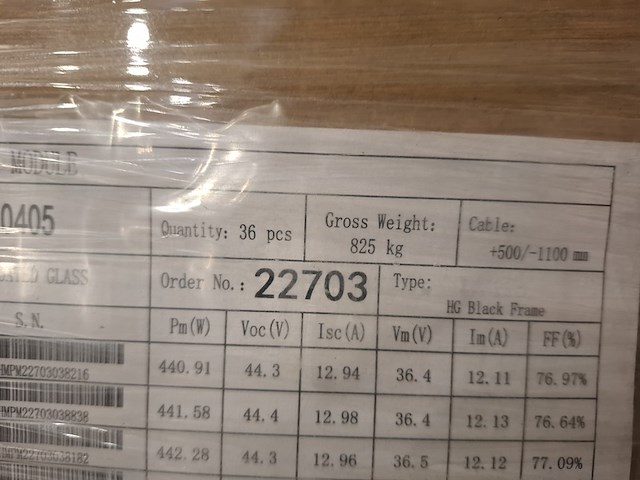 MODULE
0405
Quantity: 36 pcs
Gross Weight:
825 kg
Cable:
+500/-1100 mm
GLASS
Order No.: 22703
Type:
HG Black Frame
S.N. Pm(W) Voc(V) Isc(A) Vm(V) Im(A) FF(%)
MPM22703038216 440.91 44.3 12.94 36.4 12.11 76.97%
MPM22703038838 441.58 44.4 12.98 36.4 12.13 76.64%
442.28 44.3 12.96 36.5 12.12 77.09%